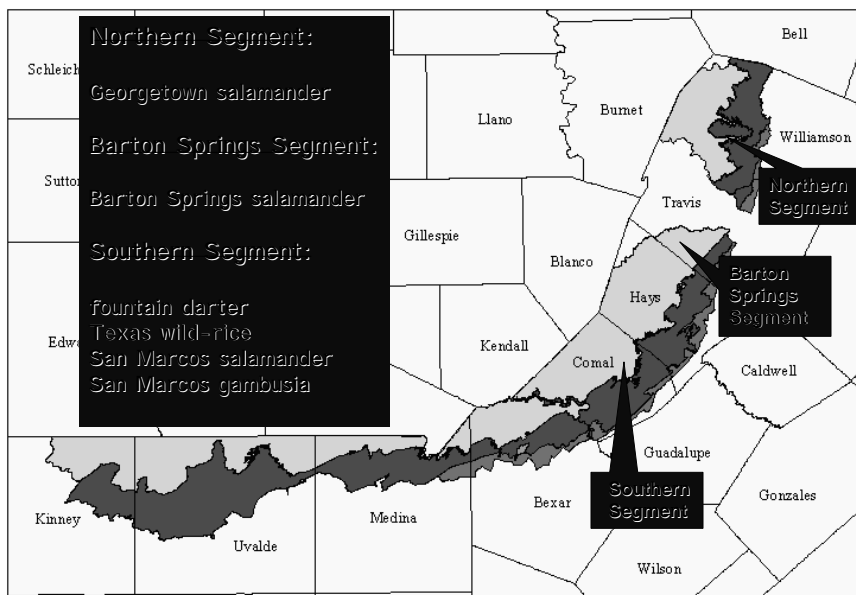 Northern Segment:
Georgetown salamander
Barton Springs Segment:
Barton Springs salamander
Southern Segment:
fountain darter
Texas wild-rice
San Marcos salamander
San Marcos gambusia
Schleich
Sutton
Edwa
Kinney
Uvalde
Medina
Bexar
Wilson
Gonzales
Guadalupe
Caldwell
Comal
Kendall
Hays
Blanco
Gillespie
Travis
Llano
Burnet
Williamson
Bell
Northern
Segment
Barton
Springs
Segment
Southern
Segment